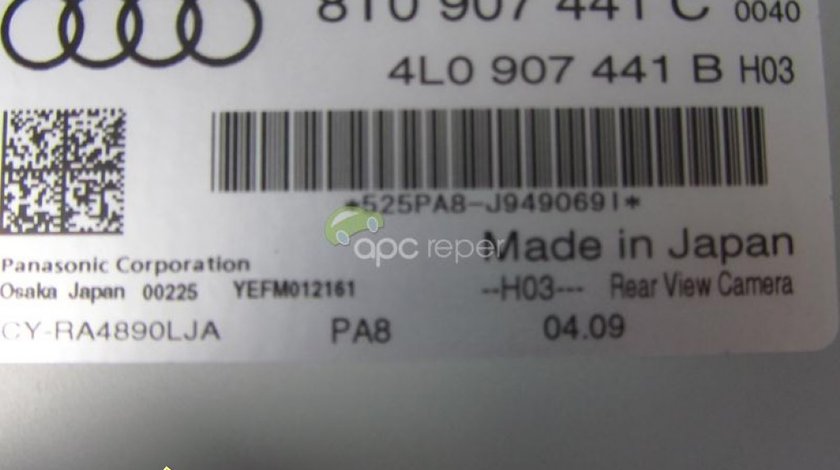 8T0 907 441 C 0040
4L0 907 441 B H03
*525PA8-J949069I*
apc reper
Made in Japan
Panasonic Corporation
Osaka Japan 00225 YEFM012161 --H03--- Rear View Camera
CY-RA4890LJA PA8 04.09